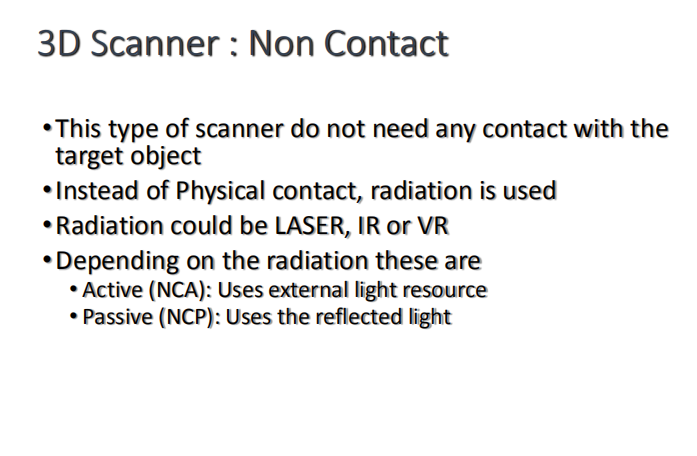 3D Scanner : Non Contact
•This type of scanner do not need any contact with the
target object
•Instead of Physical contact, radiation is used
•Radiation could be LASER, IR or VR
•Depending on the radiation these are
• Active (NCA): Uses external light resource
• Passive (NCP): Uses the reflected light